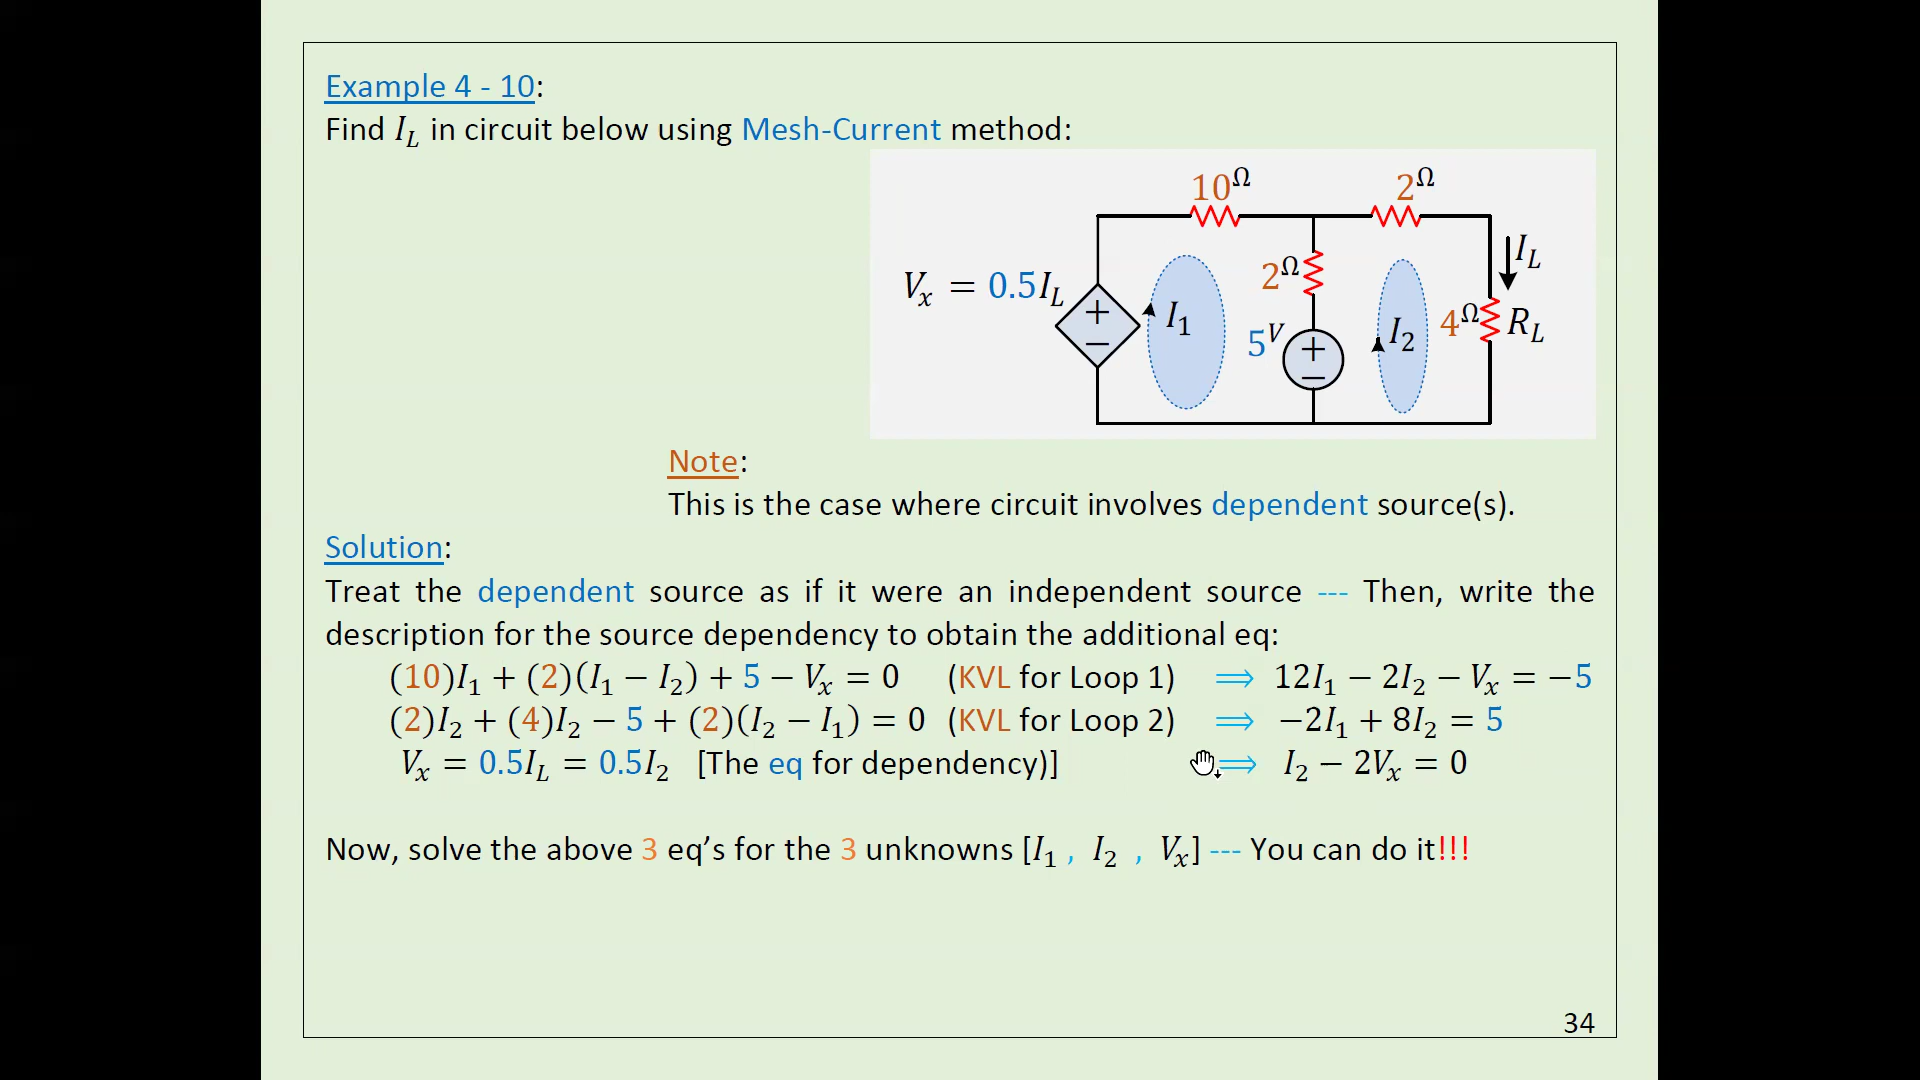 Example 4 - 10:
Find I_L in circuit below using Mesh-Current method:
10^Ω
2^Ω
V_x = 0.5I_L
I_1
2^Ω
5^V
I_2
I_L
4^Ω
R_L
Note:
This is the case where circuit involves dependent source(s).
Solution:
Treat the dependent source as if it were an independent source --- Then, write the
description for the source dependency to obtain the additional eq:
(10)I_1 + (2)(I_1 − I_2) + 5 − V_x = 0 (KVL for Loop 1) ⟹ 12I_1 − 2I_2 − V_x = −5
(2)I_2 + (4)I_2 − 5 + (2)(I_2 − I_1) = 0 (KVL for Loop 2) ⟹ −2I_1 + 8I_2 = 5
V_x = 0.5I_L = 0.5I_2 [The eq for dependency)] ⟹ I_2 − 2V_x = 0
Now, solve the above 3 eq’s for the 3 unknowns [I_1 , I_2 , V_x] --- You can do it!!!
34